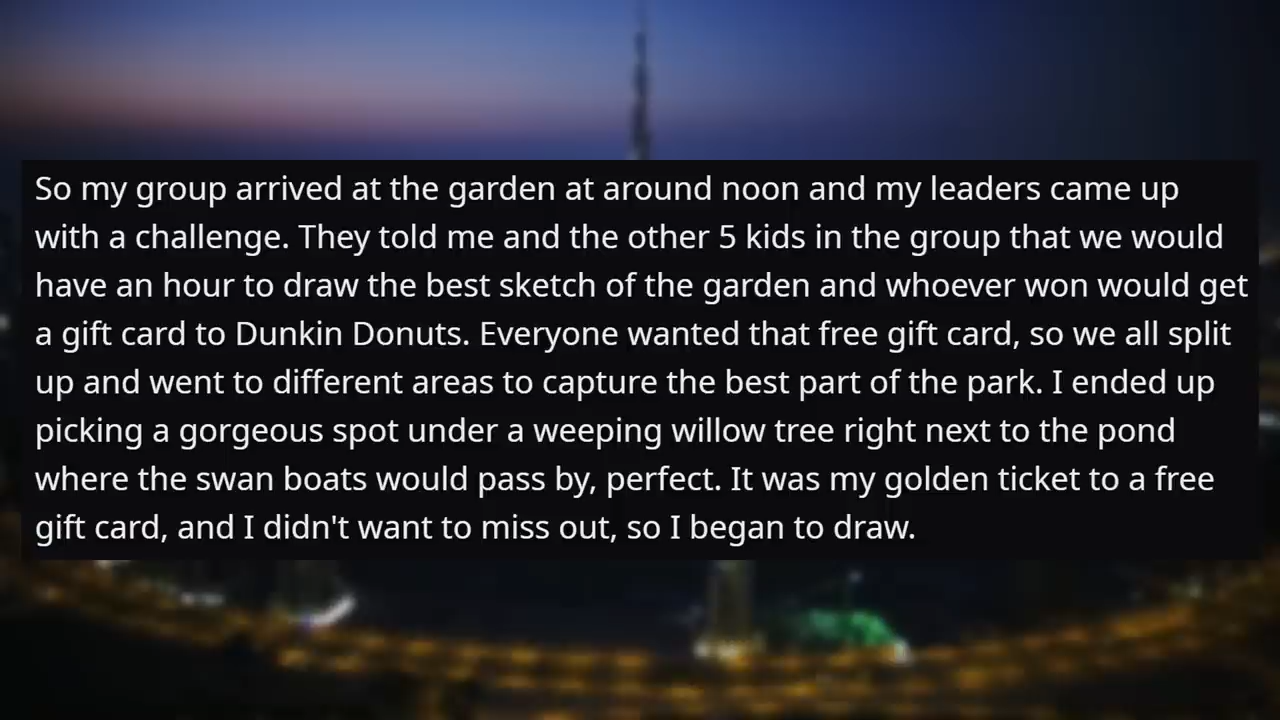 So my group arrived at the garden at around noon and my leaders came up
with a challenge. They told me and the other 5 kids in the group that we would
have an hour to draw the best sketch of the garden and whoever won would get
a gift card to Dunkin Donuts. Everyone wanted that free gift card, so we all split
up and went to different areas to capture the best part of the park. I ended up
picking a gorgeous spot under a weeping willow tree right next to the pond
where the swan boats would pass by, perfect. It was my golden ticket to a free
gift card, and I didn't want to miss out, so I began to draw.